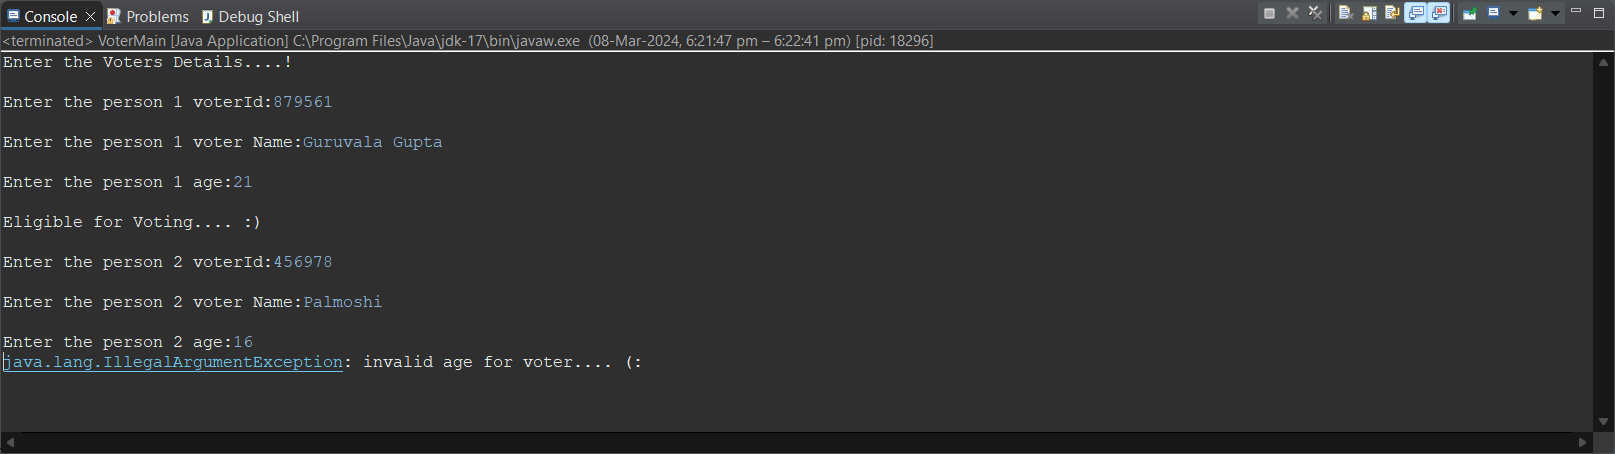 Console Problems Debug Shell
<terminated> VoterMain [Java Application] C:\Program Files\Java\jdk-17\bin\javaw.exe (08-Mar-2024, 6:21:47 pm – 6:22:41 pm) [pid: 18296]
Enter the Voters Details....!
Enter the person 1 voterId:879561
Enter the person 1 voter Name:Guruvala Gupta
Enter the person 1 age:21
Eligible for Voting.... :)
Enter the person 2 voterId:456978
Enter the person 2 voter Name:Palmoshi
Enter the person 2 age:16
java.lang.IllegalArgumentException: invalid age for voter.... (: